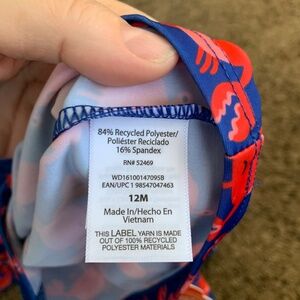 84% Recycled Polyester/
Poliéster Reciclado
16% Spandex
RN# 52469
WD16100147095B
EAN/UPC 1 98547047463
12M
Made In/Hecho En
Vietnam
THIS LABEL YARN IS MADE
OUT OF 100% RECYCLED
POLYESTER MATERIALS